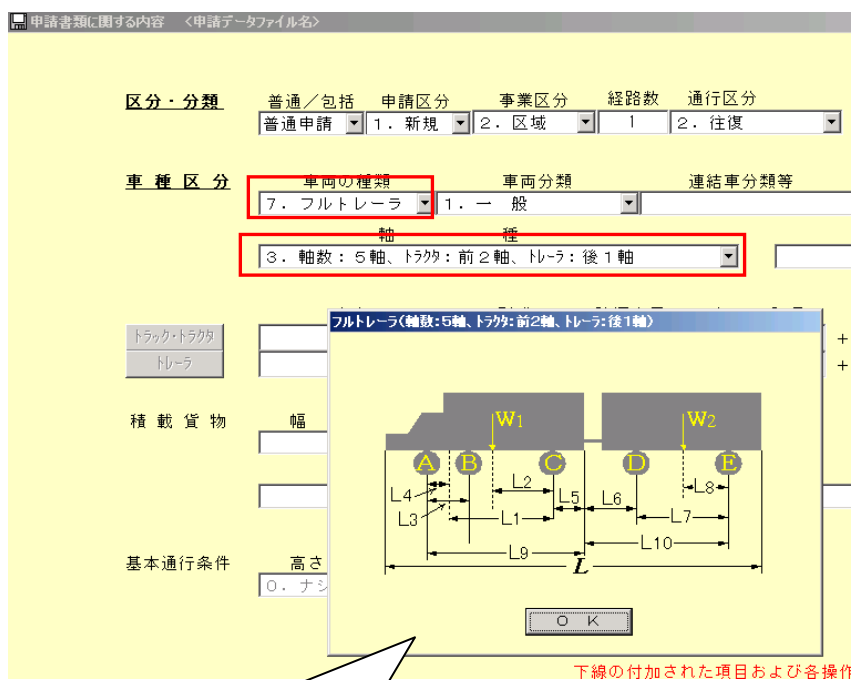 申請書類に関する内容 <申請データファイル名>
区分・分類 普通/包括 申請区分 事業区分 経路数 通行区分
普通申請 1.新規 2.区域 1 2.往復
車種区分 車両の種類 車両分類 連結車分類等
7.フルトレーラ 1.一般
軸種
3.軸数:5軸、トラクタ:前2軸、トレーラ:後1軸
フルトレーラ(軸数:5軸、トラクタ:前2軸、トレーラ:後1軸)
トラック・トラクタ +
トレーラ +
積載貨物 幅
W1 W2
A B C D E
L4 L2 L5 L6 L8
L3 L1 L7
L9 L10
L
基本通行条件 高さ
0.ナシ
OK
下線の付加された項目および各操作